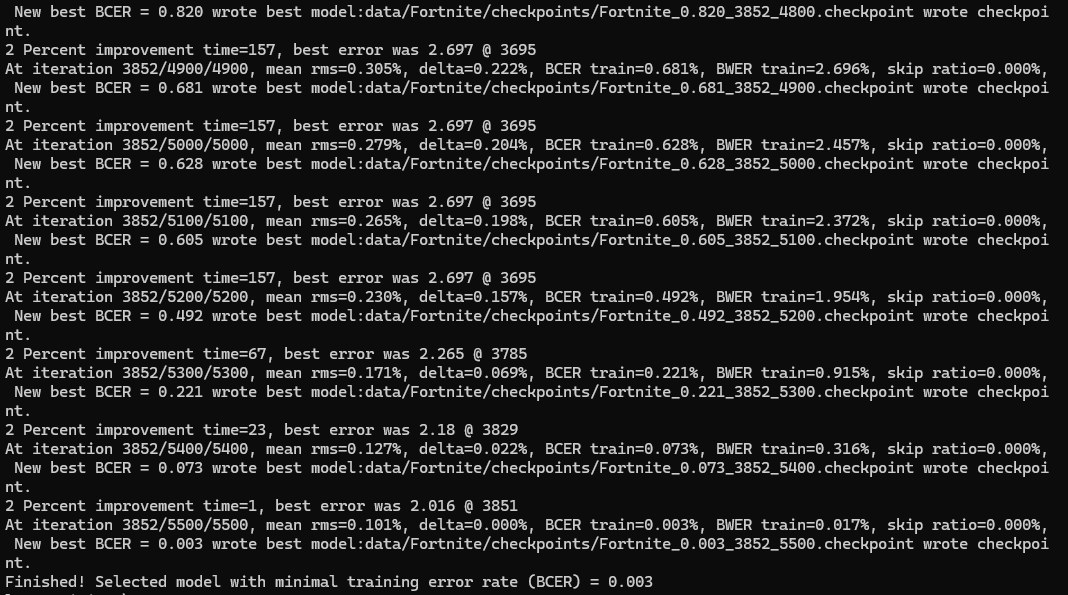 New best BCER = 0.820 wrote best model:data/Fortnite/checkpoints/Fortnite_0.820_3852_4800.checkpoint wrote checkpoi
nt.
2 Percent improvement time=157, best error was 2.697 @ 3695
At iteration 3852/4900/4900, mean rms=0.305%, delta=0.222%, BCER train=0.681%, BWER train=2.696%, skip ratio=0.000%,
New best BCER = 0.681 wrote best model:data/Fortnite/checkpoints/Fortnite_0.681_3852_4900.checkpoint wrote checkpoi
nt.
2 Percent improvement time=157, best error was 2.697 @ 3695
At iteration 3852/5000/5000, mean rms=0.279%, delta=0.204%, BCER train=0.628%, BWER train=2.457%, skip ratio=0.000%,
New best BCER = 0.628 wrote best model:data/Fortnite/checkpoints/Fortnite_0.628_3852_5000.checkpoint wrote checkpoi
nt.
2 Percent improvement time=157, best error was 2.697 @ 3695
At iteration 3852/5100/5100, mean rms=0.265%, delta=0.198%, BCER train=0.605%, BWER train=2.372%, skip ratio=0.000%,
New best BCER = 0.605 wrote best model:data/Fortnite/checkpoints/Fortnite_0.605_3852_5100.checkpoint wrote checkpoi
nt.
2 Percent improvement time=157, best error was 2.697 @ 3695
At iteration 3852/5200/5200, mean rms=0.230%, delta=0.157%, BCER train=0.492%, BWER train=1.954%, skip ratio=0.000%,
New best BCER = 0.492 wrote best model:data/Fortnite/checkpoints/Fortnite_0.492_3852_5200.checkpoint wrote checkpoi
nt.
2 Percent improvement time=67, best error was 2.265 @ 3785
At iteration 3852/5300/5300, mean rms=0.171%, delta=0.069%, BCER train=0.221%, BWER train=0.915%, skip ratio=0.000%,
New best BCER = 0.221 wrote best model:data/Fortnite/checkpoints/Fortnite_0.221_3852_5300.checkpoint wrote checkpoi
nt.
2 Percent improvement time=23, best error was 2.18 @ 3829
At iteration 3852/5400/5400, mean rms=0.127%, delta=0.022%, BCER train=0.073%, BWER train=0.316%, skip ratio=0.000%,
New best BCER = 0.073 wrote best model:data/Fortnite/checkpoints/Fortnite_0.073_3852_5400.checkpoint wrote checkpoi
nt.
2 Percent improvement time=1, best error was 2.016 @ 3851
At iteration 3852/5500/5500, mean rms=0.101%, delta=0.000%, BCER train=0.003%, BWER train=0.017%, skip ratio=0.000%,
New best BCER = 0.003 wrote best model:data/Fortnite/checkpoints/Fortnite_0.003_3852_5500.checkpoint wrote checkpoi
nt.
Finished! Selected model with minimal training error rate (BCER) = 0.003